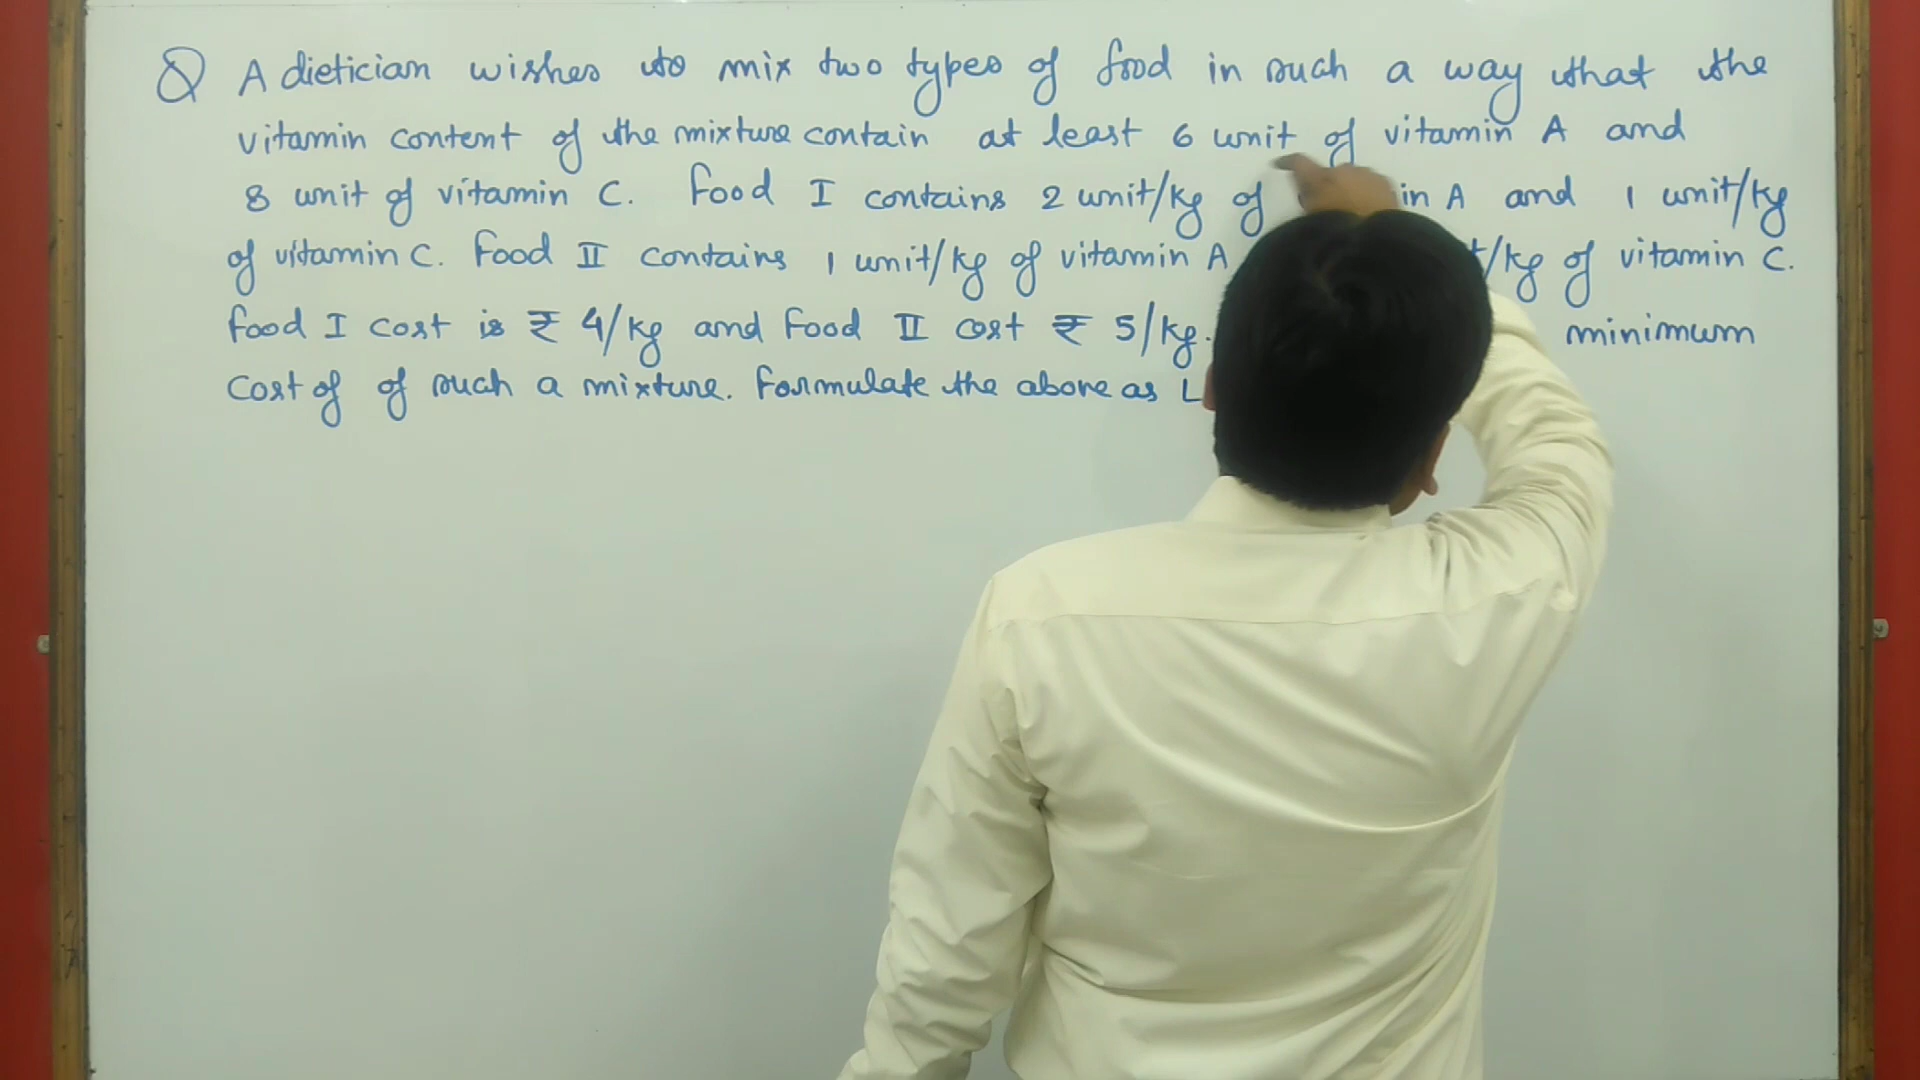 Q A dietician wishes to mix two types of food in such a way that the
vitamin content of the mixture contain at least 6 unit of vitamin A and
8 unit of vitamin C. Food I contains 2 unit/kg of in A and 1 unit/kg
of vitamin C. Food II contains 1 unit/kg of vitamin A /kg of vitamin C.
Food I cost is ₹ 4/kg and Food II cost ₹ 5/kg. minimum
Cost of of such a mixture. Formulate the above as L